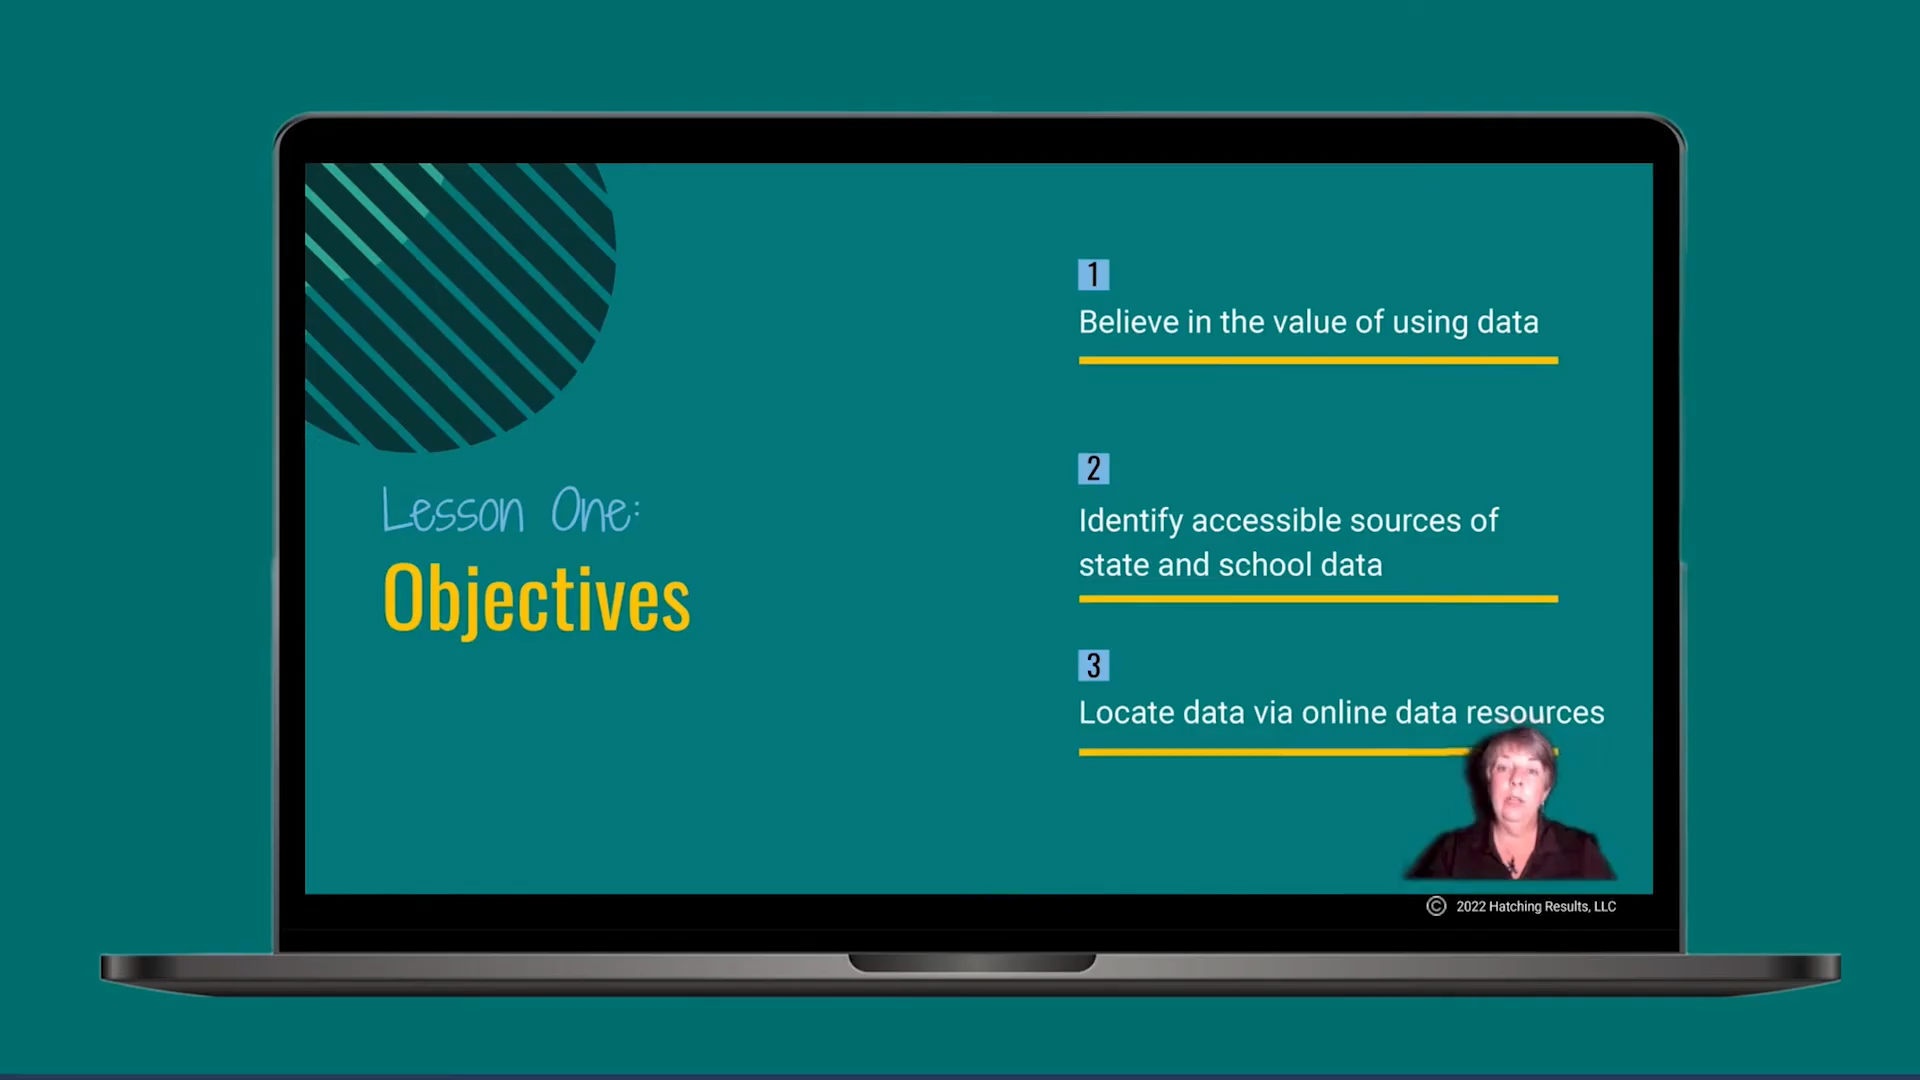 Lesson One:
Objectives
1
Believe in the value of using data
2
Identify accessible sources of
state and school data
3
Locate data via online data resources
© 2022 Hatching Results, LLC